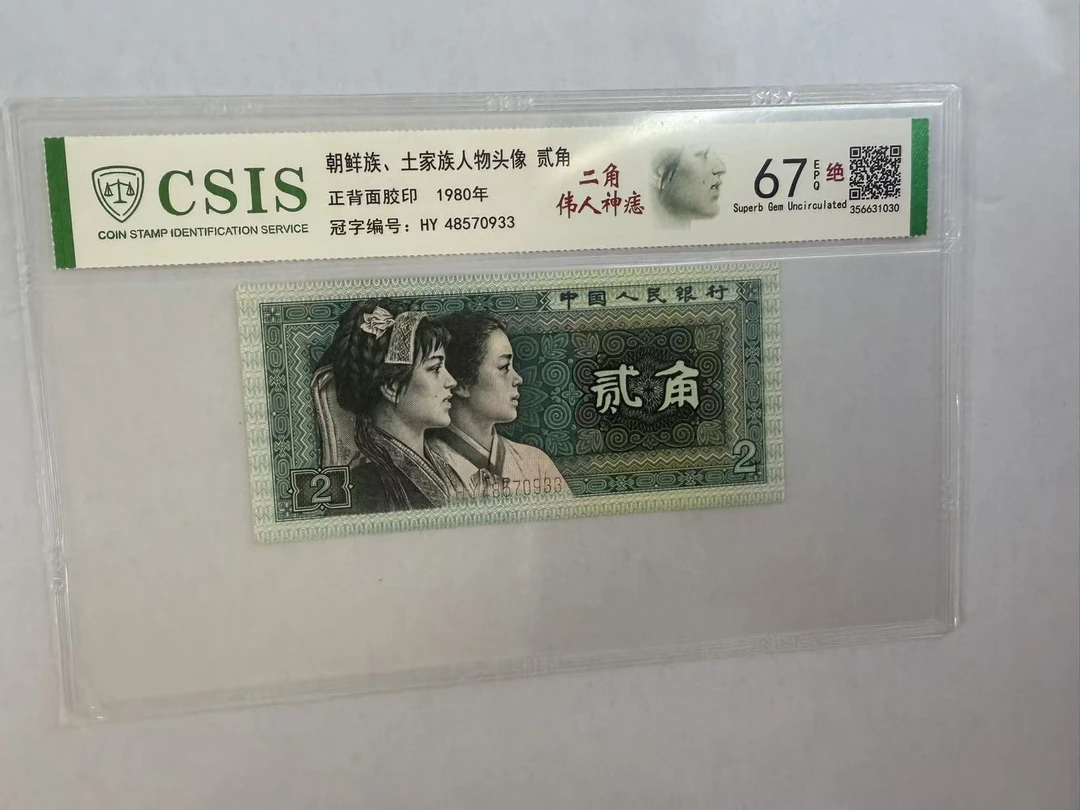 CSIS
COIN STAMP IDENTIFICATION SERVICE
朝鲜族、土家族人物头像 贰角
正背面胶印 1980年
冠字编号: HY 48570933
二角
伟人神痣
67 EPQ 绝
Superb Gem Uncirculated
356631030
中国人民银行
贰角
2
2
HY48570933